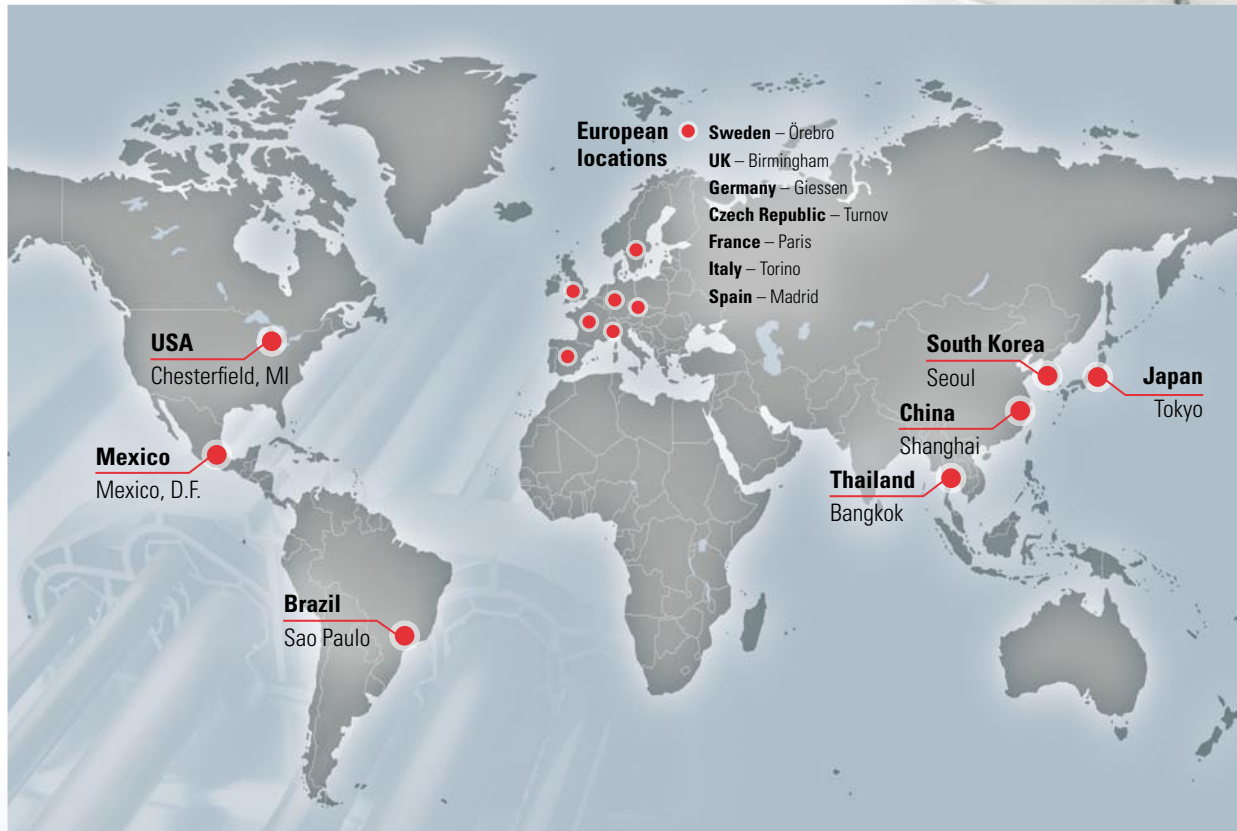 European
locations
Sweden – Örebro
UK – Birmingham
Germany – Giessen
Czech Republic – Turnov
France – Paris
Italy – Torino
Spain – Madrid
USA
Chesterfield, MI
South Korea
Seoul
Japan
Tokyo
China
Shanghai
Mexico
Mexico, D.F.
Thailand
Bangkok
Brazil
Sao Paulo